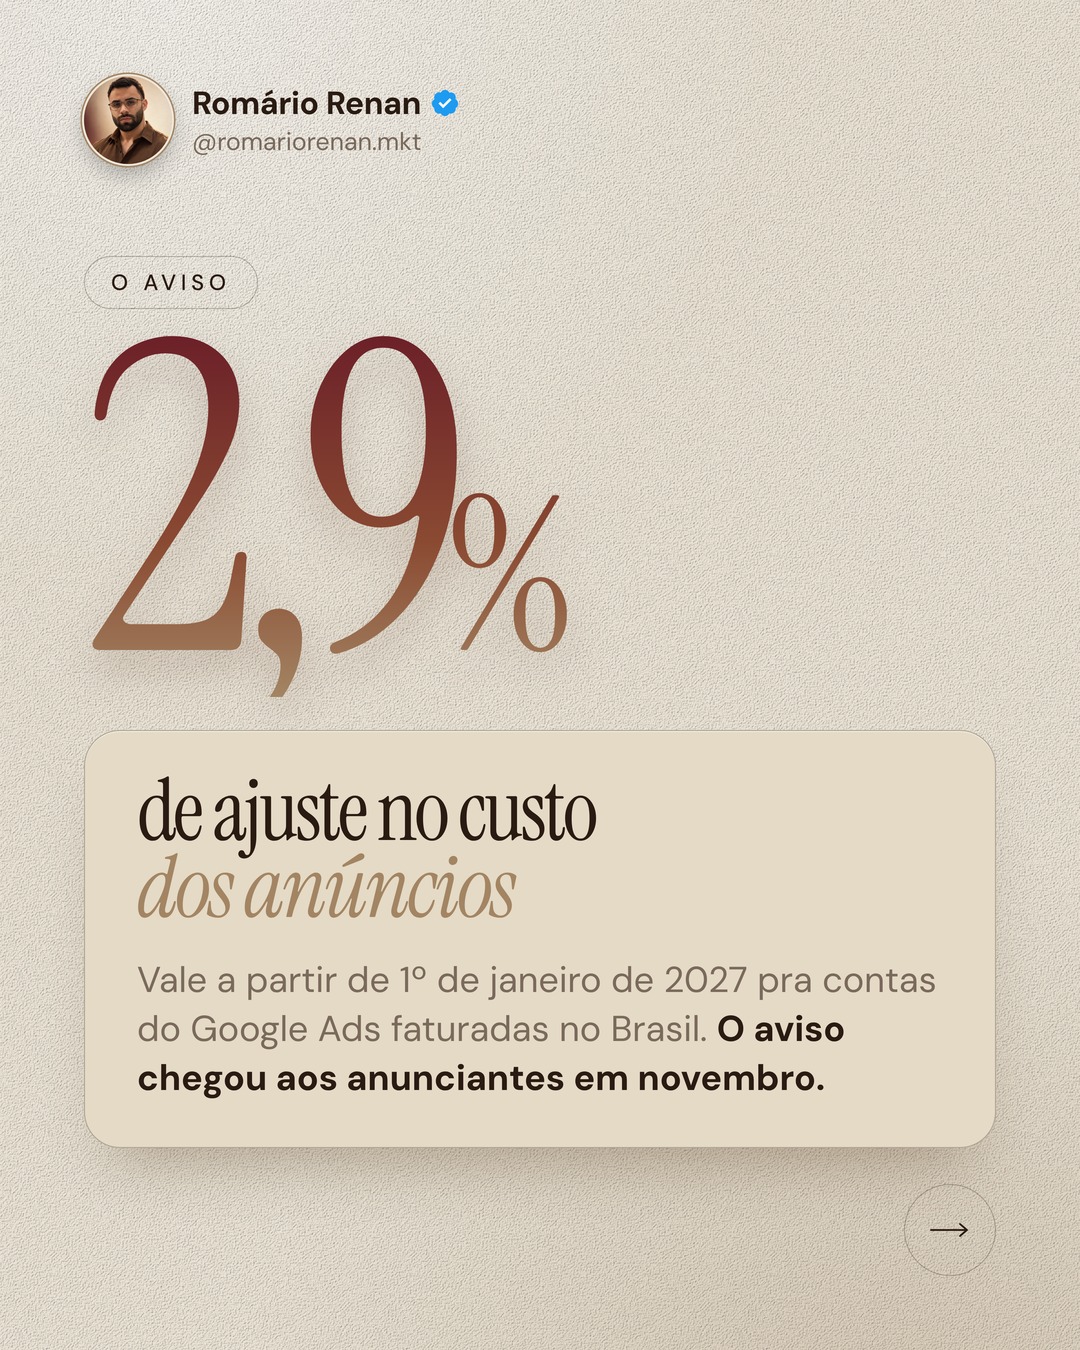 Romário Renan
@romariorenan.mkt
O AVISO
2,9%
de ajuste no custo
dos anúncios
Vale a partir de 1º de janeiro de 2027 pra contas
do Google Ads faturadas no Brasil. O aviso
chegou aos anunciantes em novembro.